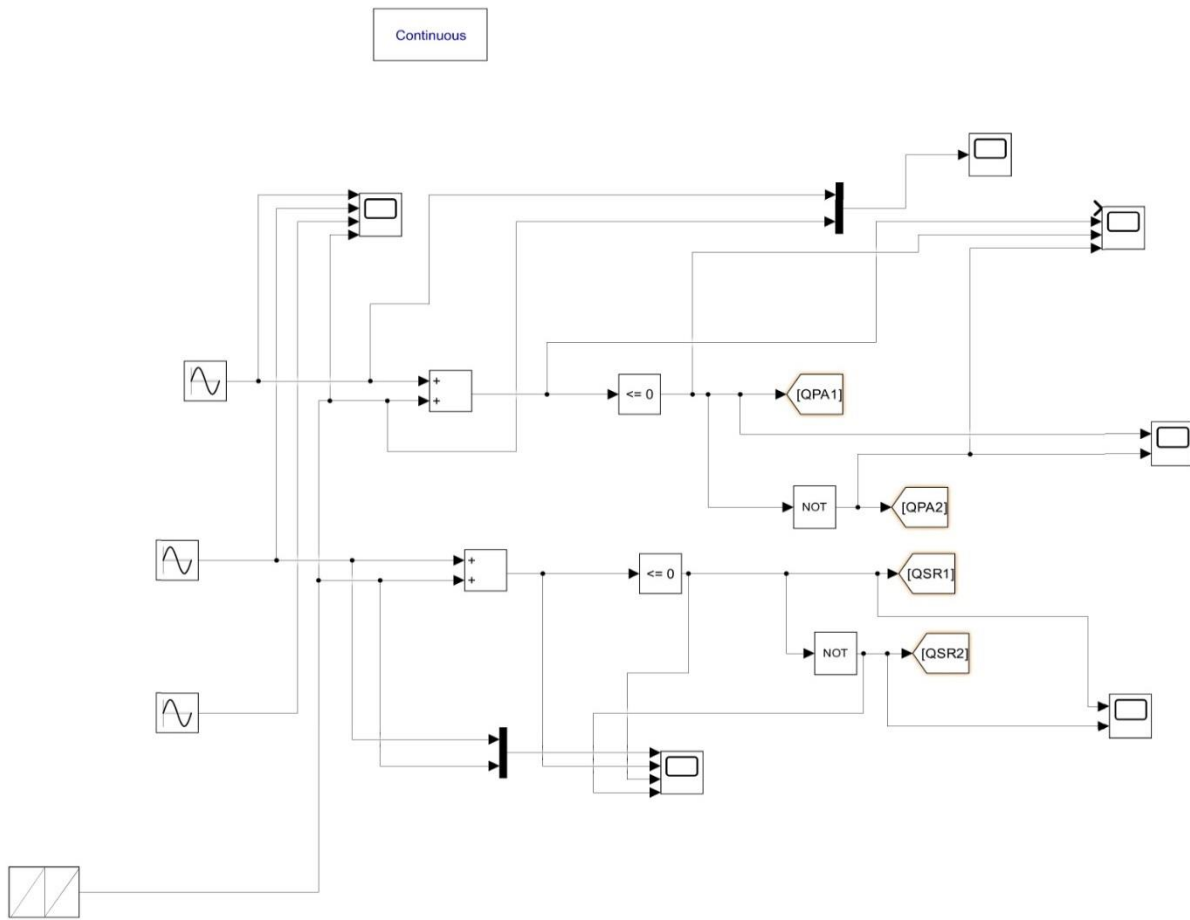 Continuous
+
+
<= 0
[QPA1]
NOT
[QPA2]
+
+
<= 0
[QSR1]
NOT
[QSR2]